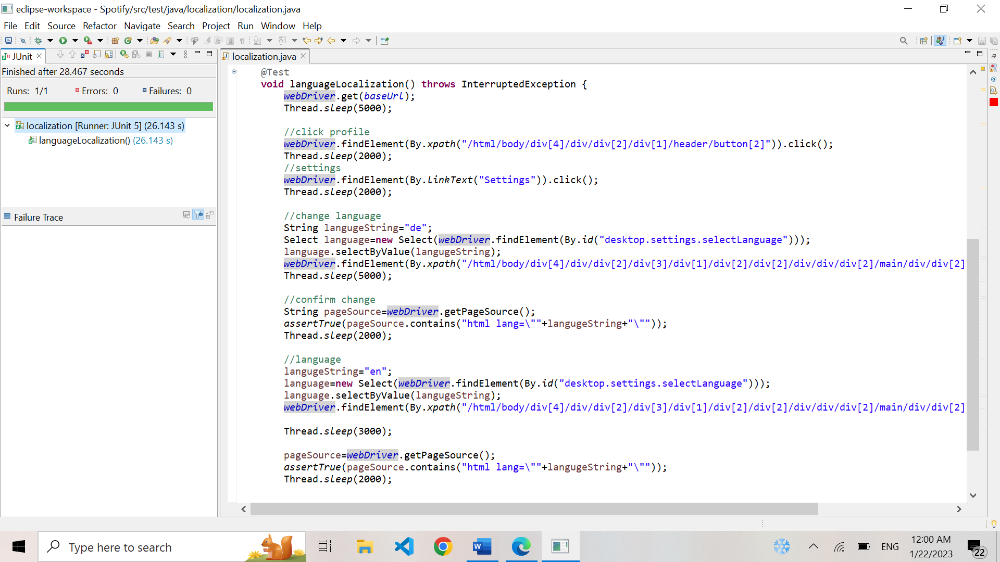 eclipse-workspace - Spotify/src/test/java/localization/localization.java
File Edit Source Refactor Navigate Search Project Run Window Help
JUnit
Finished after 28.467 seconds
Runs: 1/1 Errors: 0 Failures: 0
localization [Runner: JUnit 5] (26.143 s)
languageLocalization() (26.143 s)
Failure Trace
localization.java
@Test
void languageLocalization() throws InterruptedException {
webDriver.get(baseUrl);
Thread.sleep(5000);
//click profile
webDriver.findElement(By.xpath("/html/body/div[4]/div/div[2]/div[1]/header/button[2]")).click();
Thread.sleep(2000);
//settings
webDriver.findElement(By.linkText("Settings")).click();
Thread.sleep(2000);
//change language
String langugeString="de";
Select language=new Select(webDriver.findElement(By.id("desktop.settings.selectLanguage")));
language.selectByValue(langugeString);
webDriver.findElement(By.xpath("/html/body/div[4]/div/div[2]/div[3]/div[1]/div[2]/div[2]/div/div/div[2]/main/div/div[2]
Thread.sleep(5000);
//confirm change
String pageSource=webDriver.getPageSource();
assertTrue(pageSource.contains("html lang=\""+langugeString+"\""));
Thread.sleep(2000);
//language
langugeString="en";
language=new Select(webDriver.findElement(By.id("desktop.settings.selectLanguage")));
language.selectByValue(langugeString);
webDriver.findElement(By.xpath("/html/body/div[4]/div/div[2]/div[3]/div[1]/div[2]/div[2]/div/div/div[2]/main/div/div[2]
Thread.sleep(3000);
pageSource=webDriver.getPageSource();
assertTrue(pageSource.contains("html lang=\""+langugeString+"\""));
Thread.sleep(2000);
Type here to search
ENG
12:00 AM
1/22/2023
22